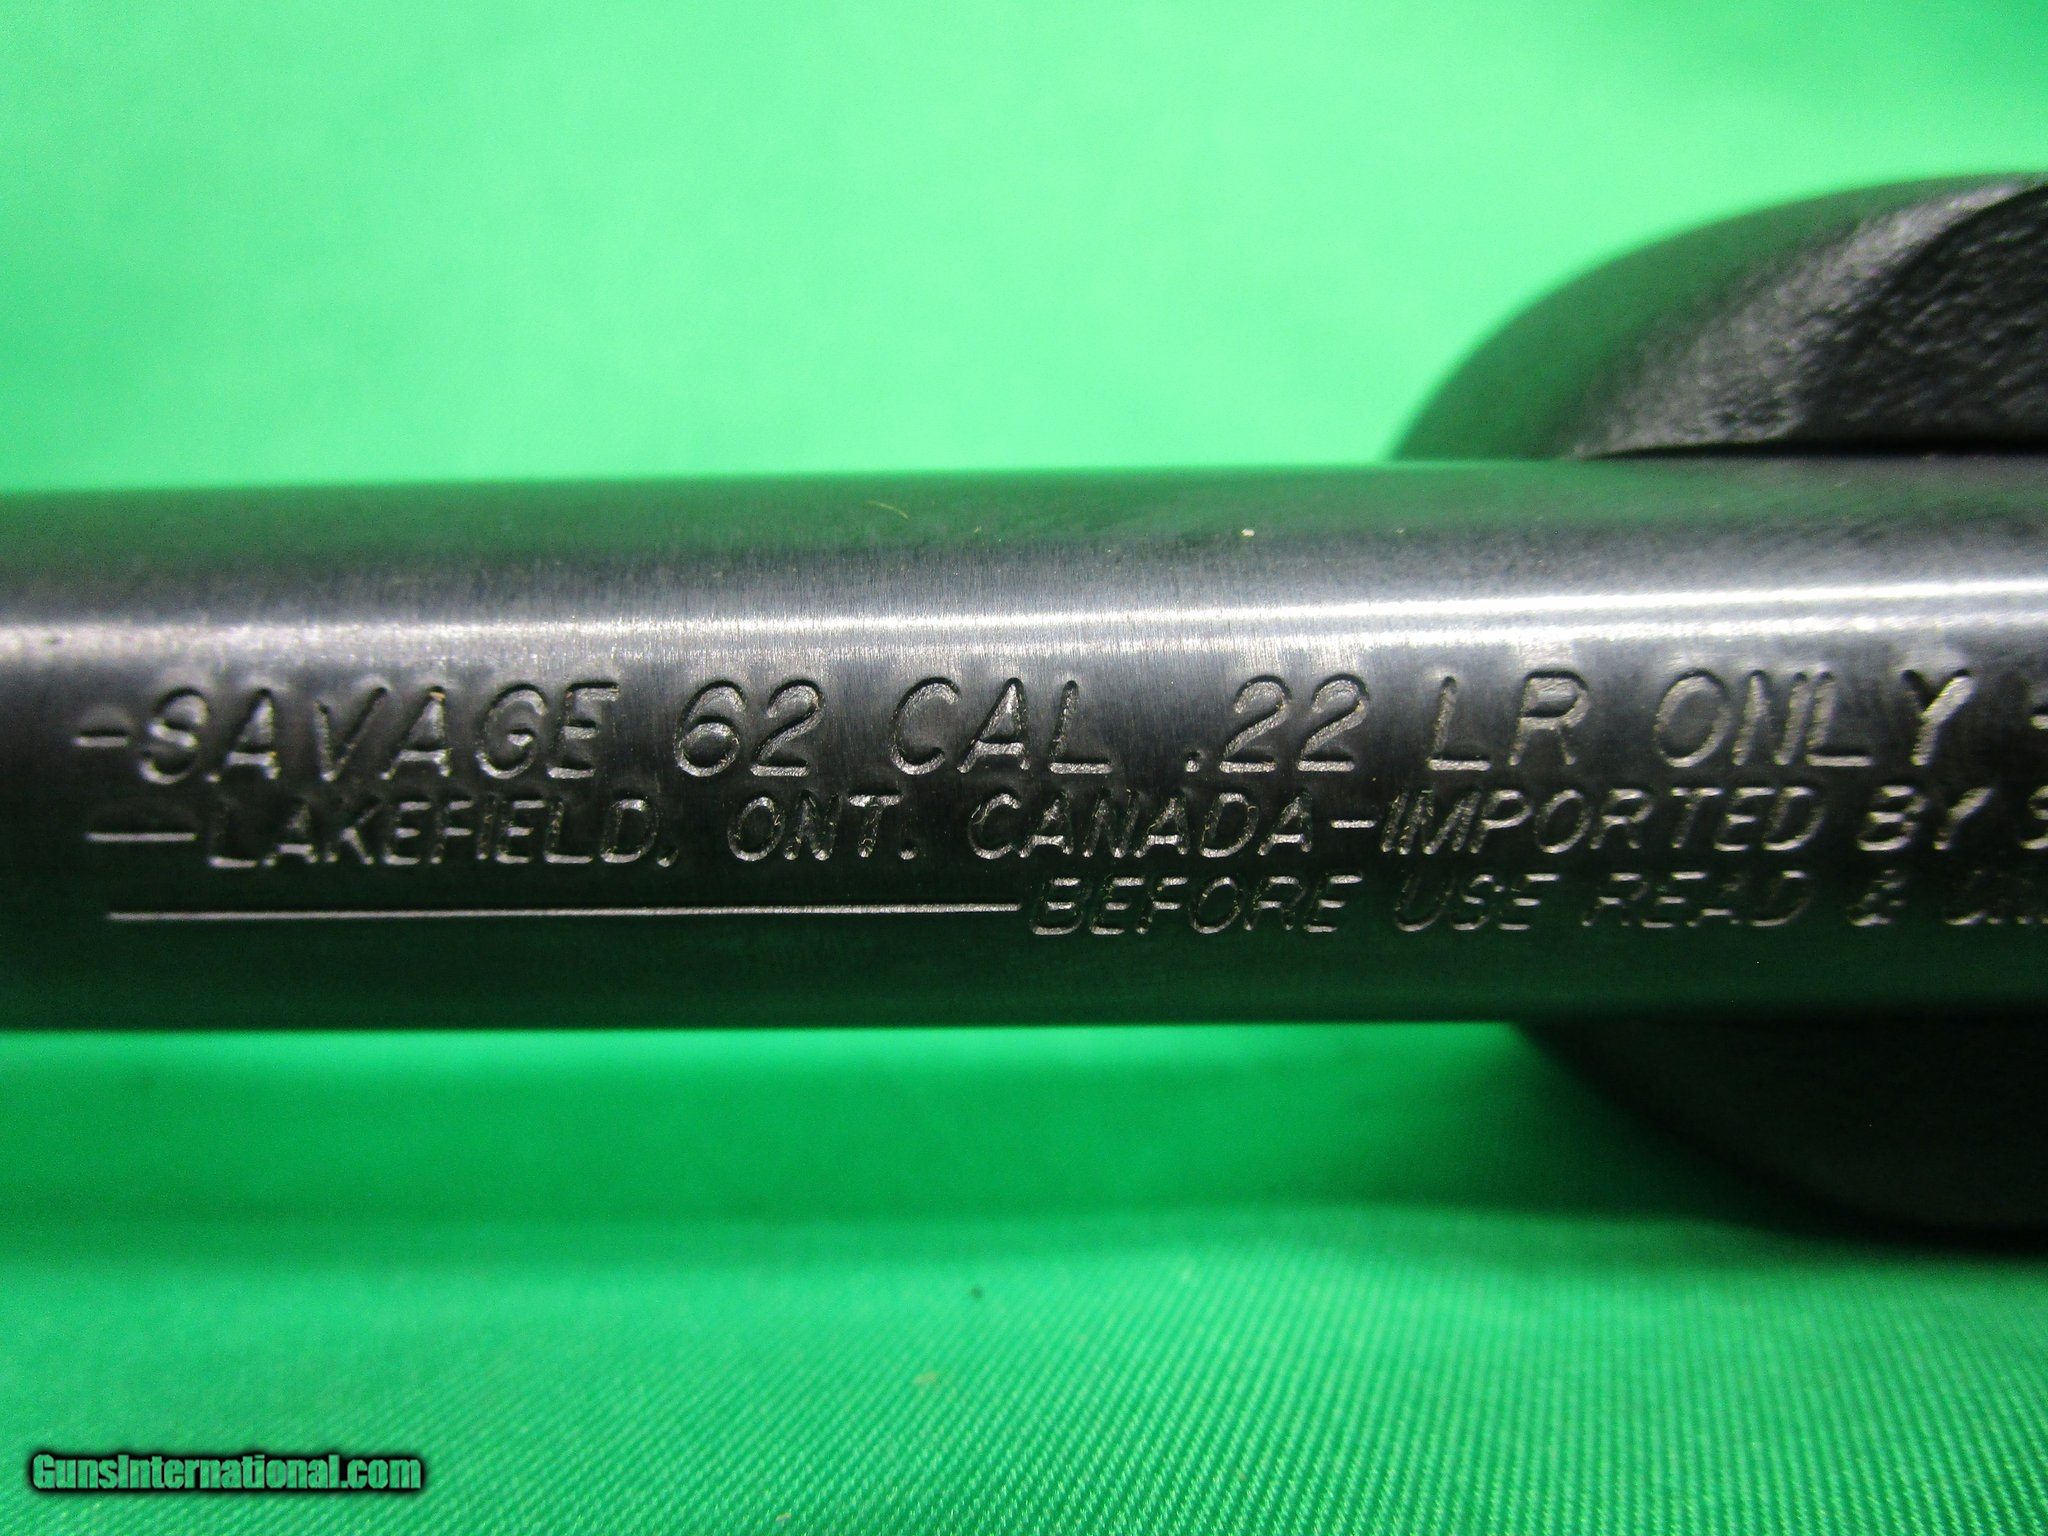 -SAVAGE 62 CAL .22 LR ONLY -
—LAKEFIELD, ONT. CANADA-IMPORTED BY
—BEFORE USE READ &
GunsInternational.com